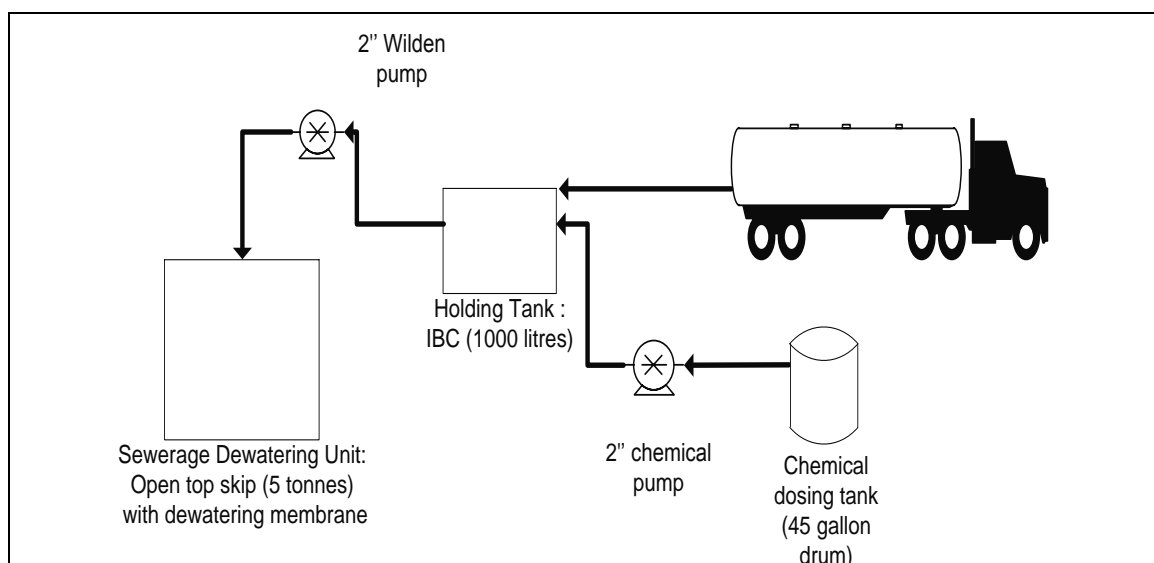 2’’ Wilden
pump
Holding Tank :
IBC (1000 litres)
Sewerage Dewatering Unit:
Open top skip (5 tonnes)
with dewatering membrane
2’’ chemical
pump
Chemical
dosing tank
(45 gallon
drum)